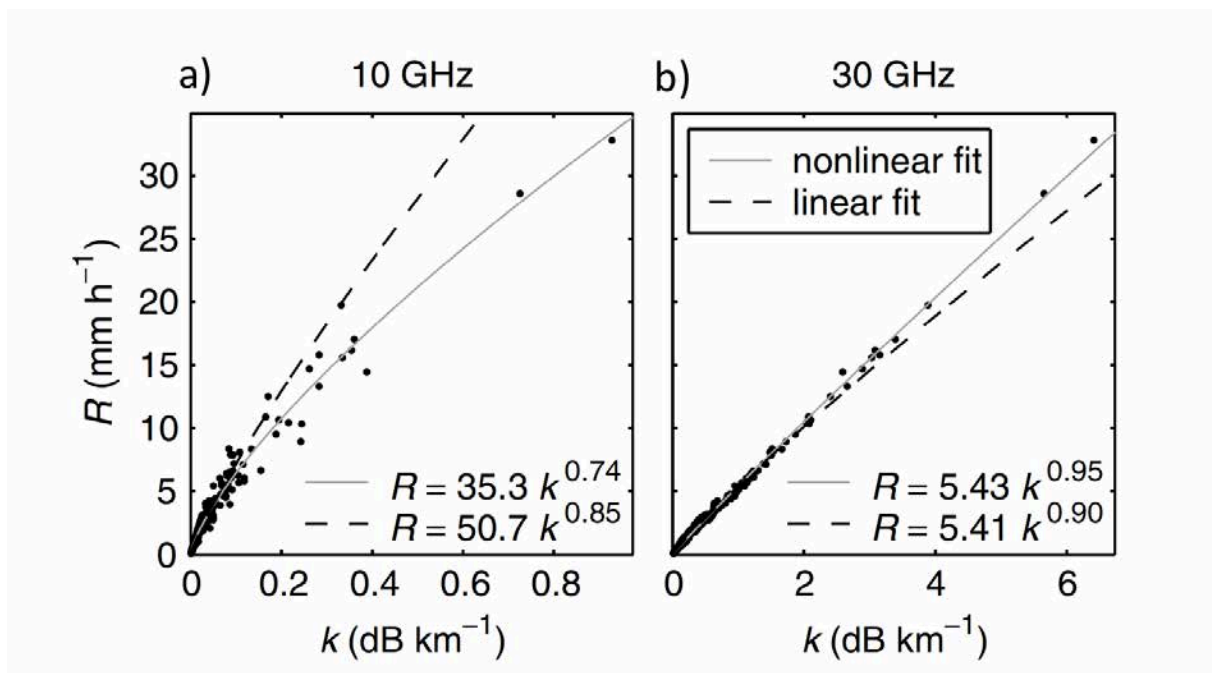 a) 10 GHz
b) 30 GHz
R (mm h⁻¹)
30
25
20
15
10
5
0
R = 35.3 k^0.74
R = 50.7 k^0.85
0 0.2 0.4 0.6 0.8
k (dB km⁻¹)
nonlinear fit
linear fit
R = 5.43 k^0.95
R = 5.41 k^0.90
0 2 4 6
k (dB km⁻¹)